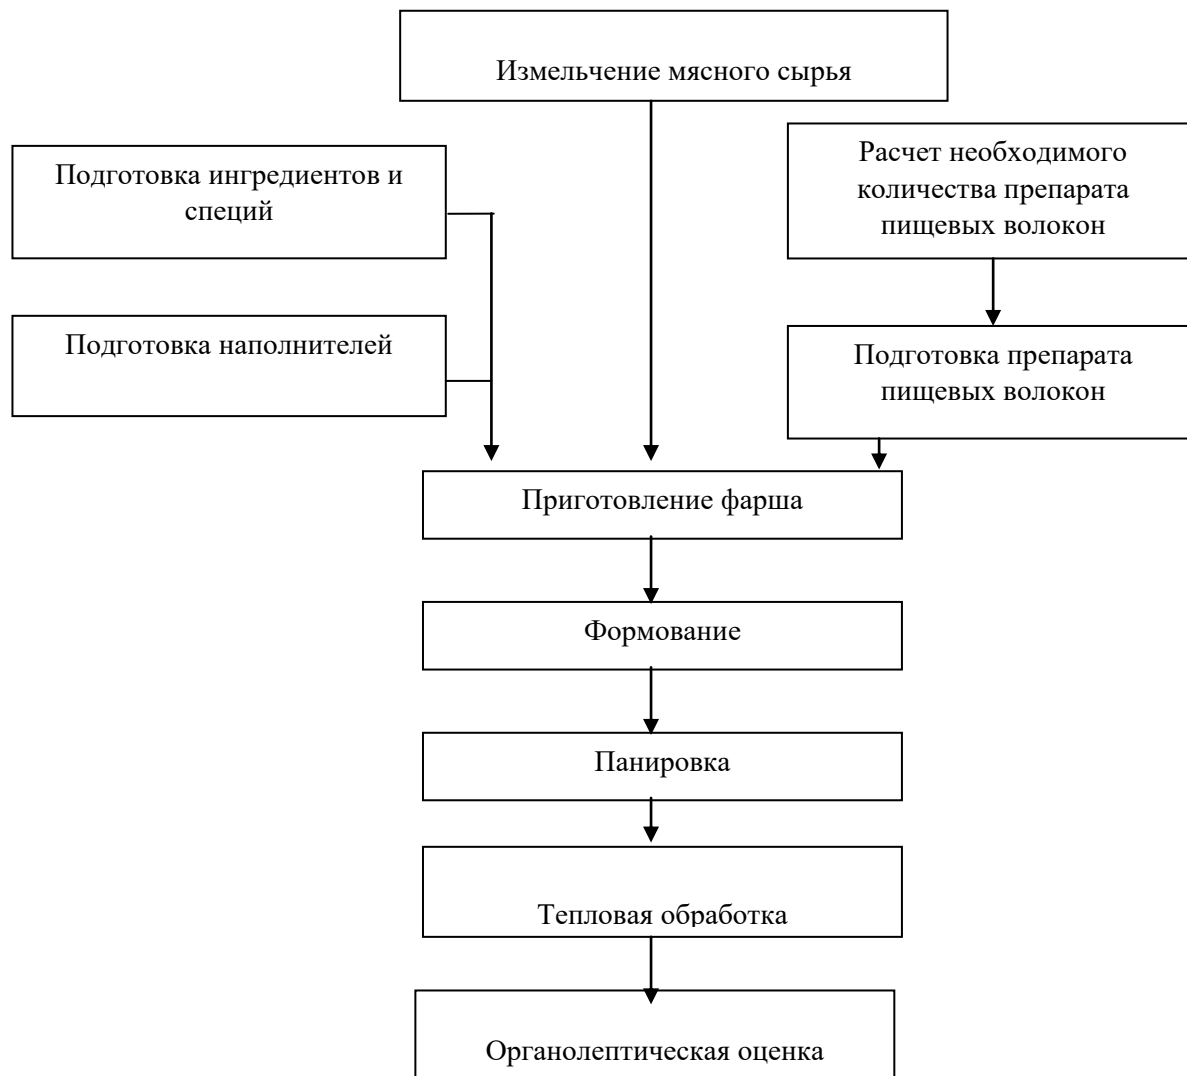 Измельчение мясного сырья
Подготовка ингредиентов и
специй
Расчет необходимого
количества препарата
пищевых волокон
Подготовка наполнителей
Подготовка препарата
пищевых волокон
Приготовление фарша
Формование
Панировка
Тепловая обработка
Органолептическая оценка